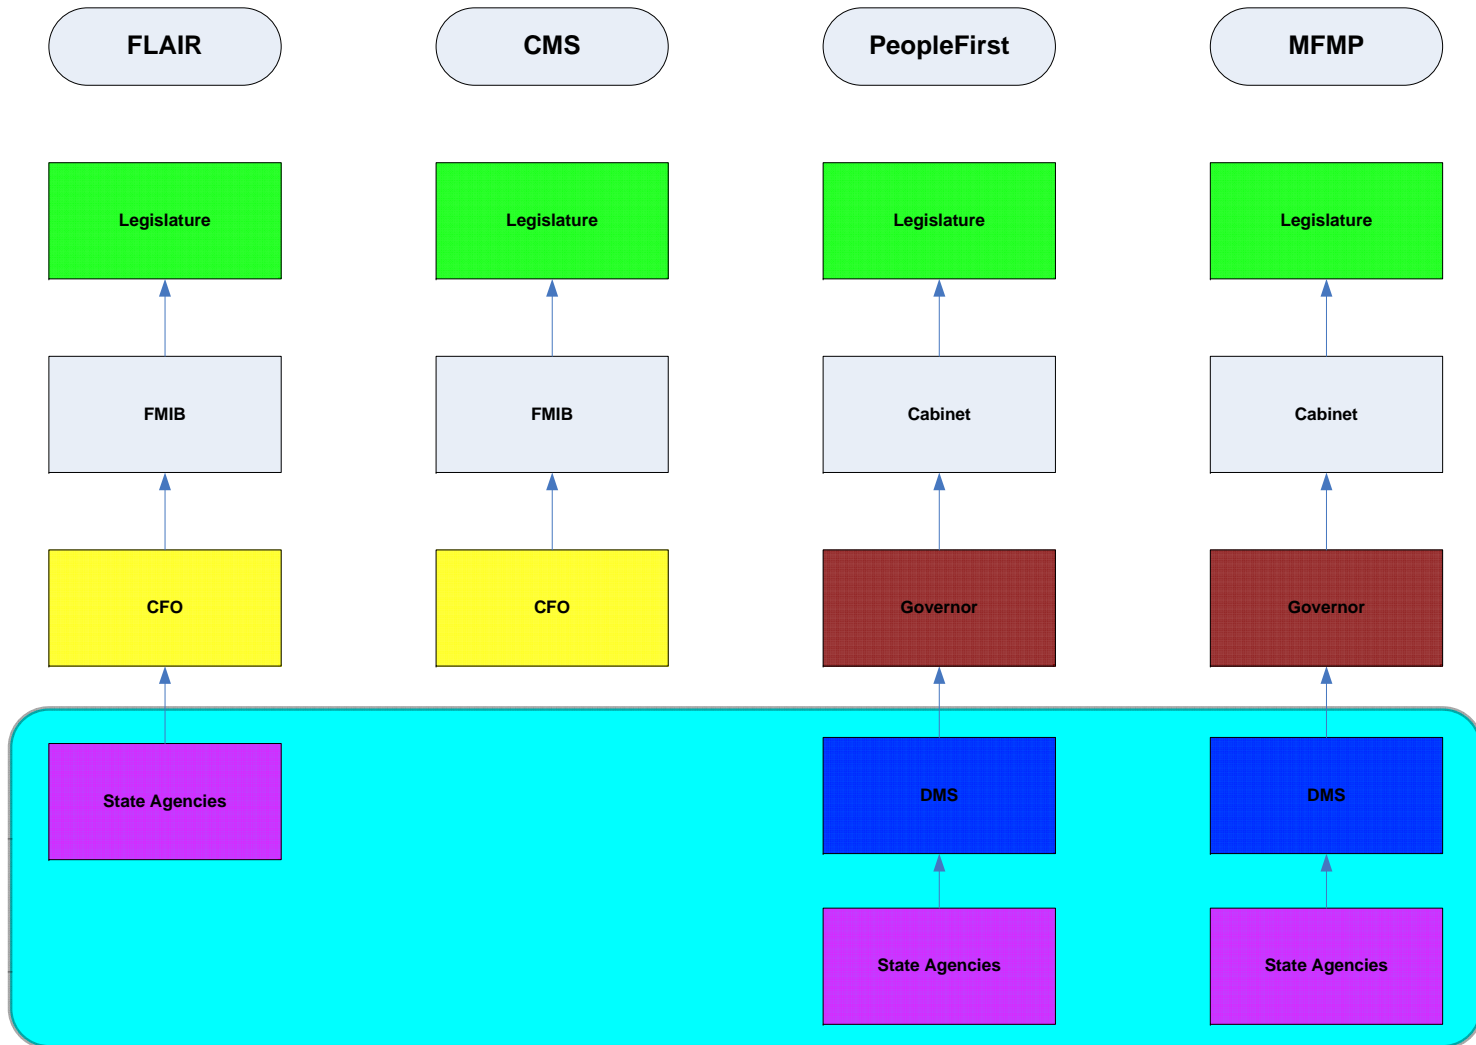 FLAIR
CMS
PeopleFirst
MFMP
Legislature
Legislature
Legislature
Legislature
FMIB
FMIB
Cabinet
Cabinet
CFO
CFO
Governor
Governor
State Agencies
DMS
DMS
State Agencies
State Agencies